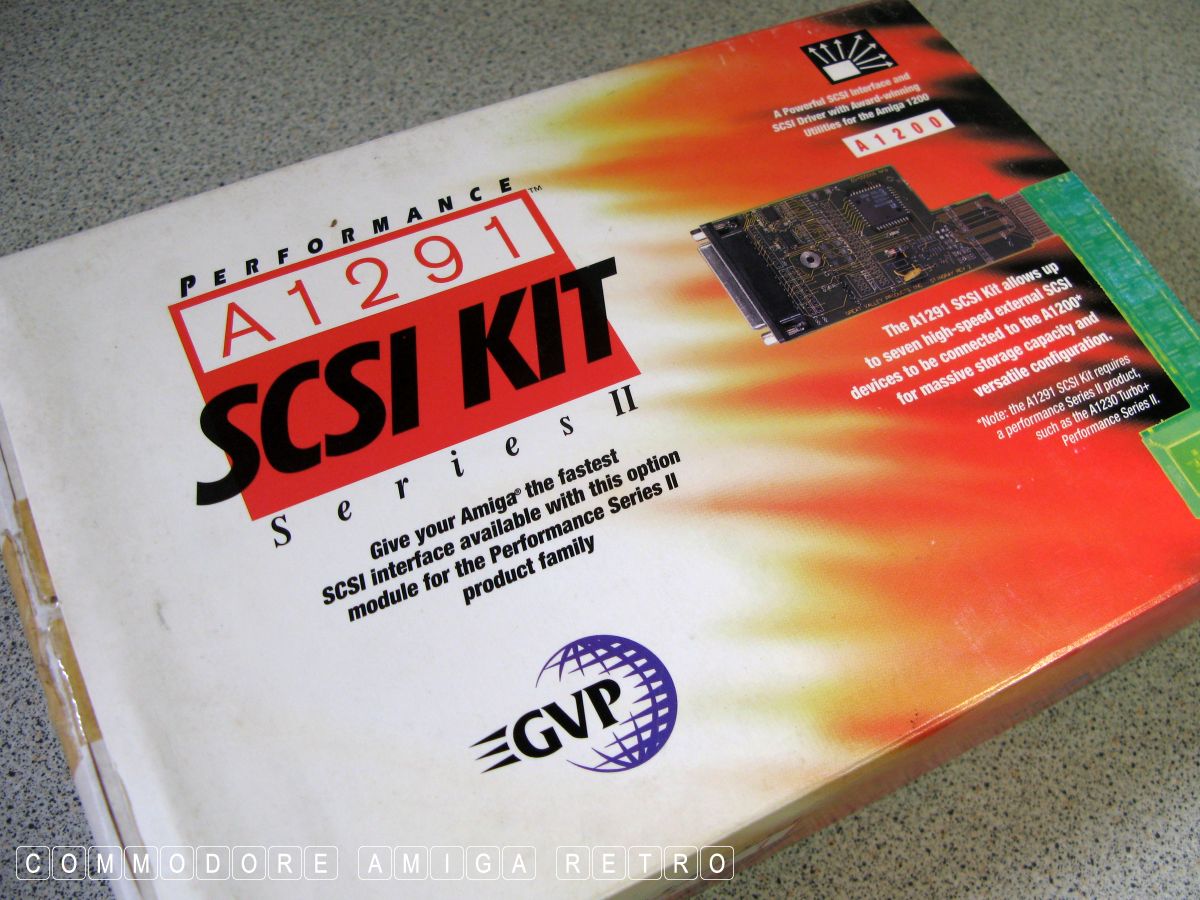 PERFORMANCE™
A1291
SCSI KIT
Series II
Give your Amiga® the fastest
SCSI interface available with this option
module for the Performance Series II
product family
GVP
A Powerful SCSI Interface and
SCSI Driver with Award-winning
Utilities for the Amiga 1200
A1200
GREAT VALLEY PRODUCTS, INC.
The A1291 SCSI Kit allows up
to seven high-speed external SCSI
devices to be connected to the A1200*
for massive storage capacity and
versatile configuration.
*Note: the A1291 SCSI Kit requires
a performance Series II product,
such as the A1230 Turbo+
Performance Series II.
COMMODORE AMIGA RETRO